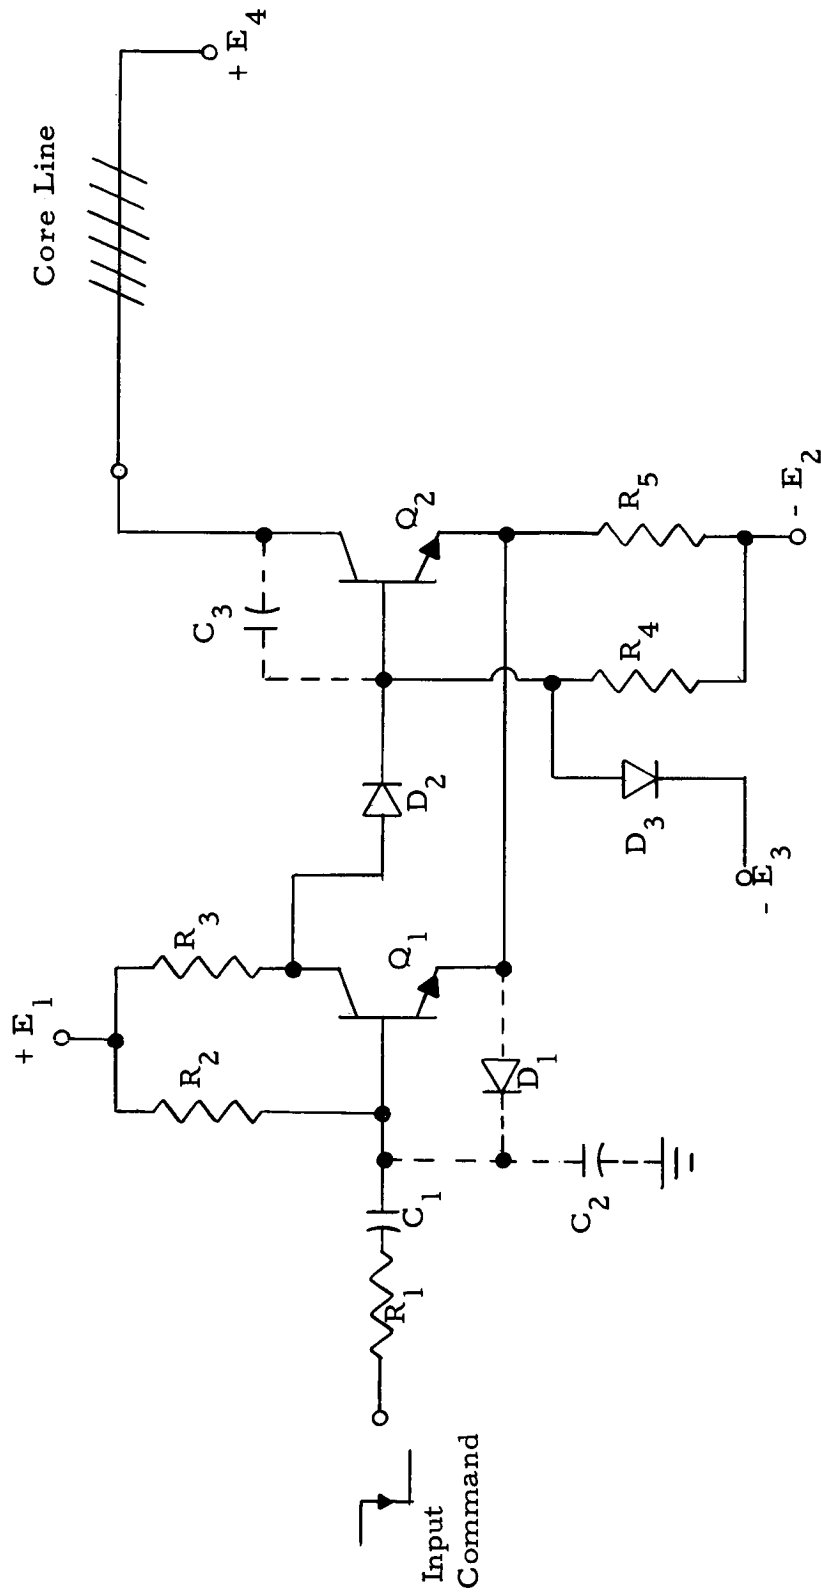 Core Line
+ E4
+ E1
R2
R3
C3
Q2
Q1
D2
R1
C1
D1
C2
D3
R4
R5
- E3
- E2
Input
Command